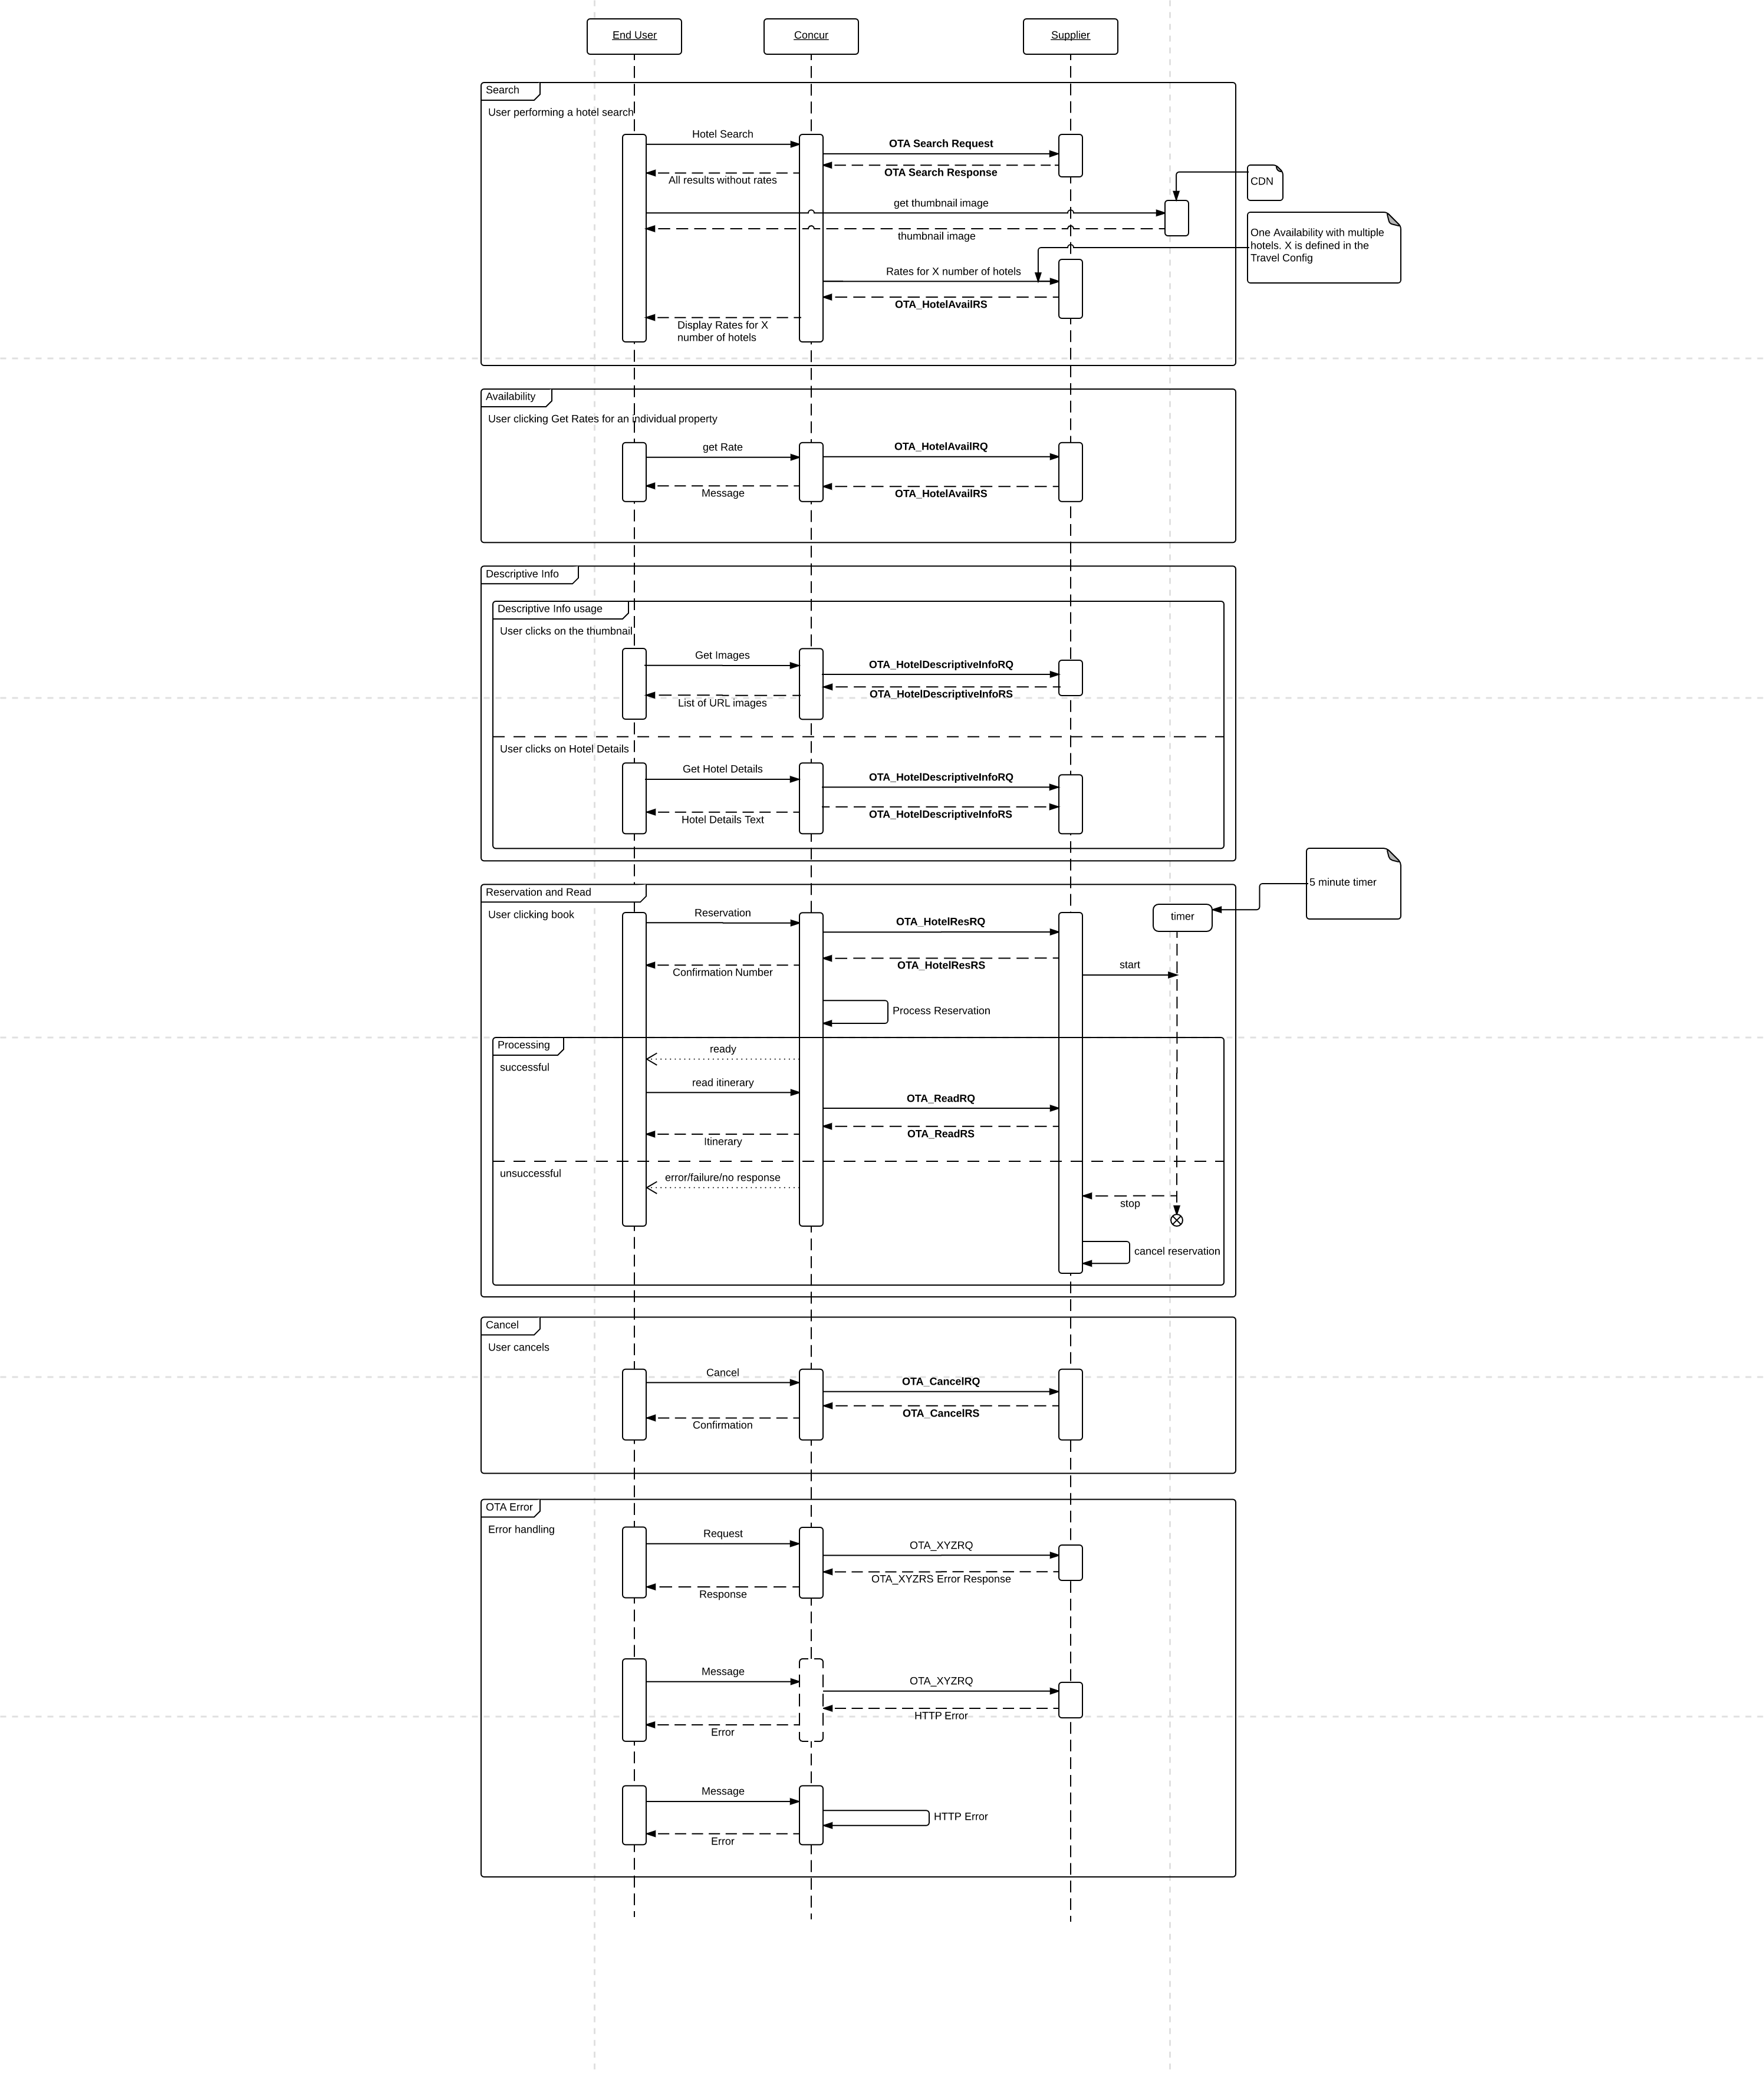 End User
Concur
Supplier
Search
User performing a hotel search
Hotel Search
OTA Search Request
OTA Search Response
All results without rates
CDN
get thumbnail image
thumbnail image
One Availability with multiple
hotels. X is defined in the
Travel Config
Rates for X number of hotels
OTA_HotelAvailRS
Display Rates for X
number of hotels
Availability
User clicking Get Rates for an individual property
get Rate
OTA_HotelAvailRQ
Message
OTA_HotelAvailRS
Descriptive Info
Descriptive Info usage
User clicks on the thumbnail
Get Images
OTA_HotelDescriptiveInfoRQ
OTA_HotelDescriptiveInfoRS
List of URL images
User clicks on Hotel Details
Get Hotel Details
OTA_HotelDescriptiveInfoRQ
OTA_HotelDescriptiveInfoRS
Hotel Details Text
5 minute timer
Reservation and Read
User clicking book
Reservation
OTA_HotelResRQ
timer
OTA_HotelResRS
Confirmation Number
start
Process Reservation
Processing
successful
ready
read itinerary
OTA_ReadRQ
OTA_ReadRS
Itinerary
unsuccessful
error/failure/no response
stop
cancel reservation
Cancel
User cancels
Cancel
OTA_CancelRQ
OTA_CancelRS
Confirmation
OTA Error
Error handling
Request
OTA_XYZRQ
OTA_XYZRS Error Response
Response
Message
OTA_XYZRQ
HTTP Error
Error
Message
HTTP Error
Error